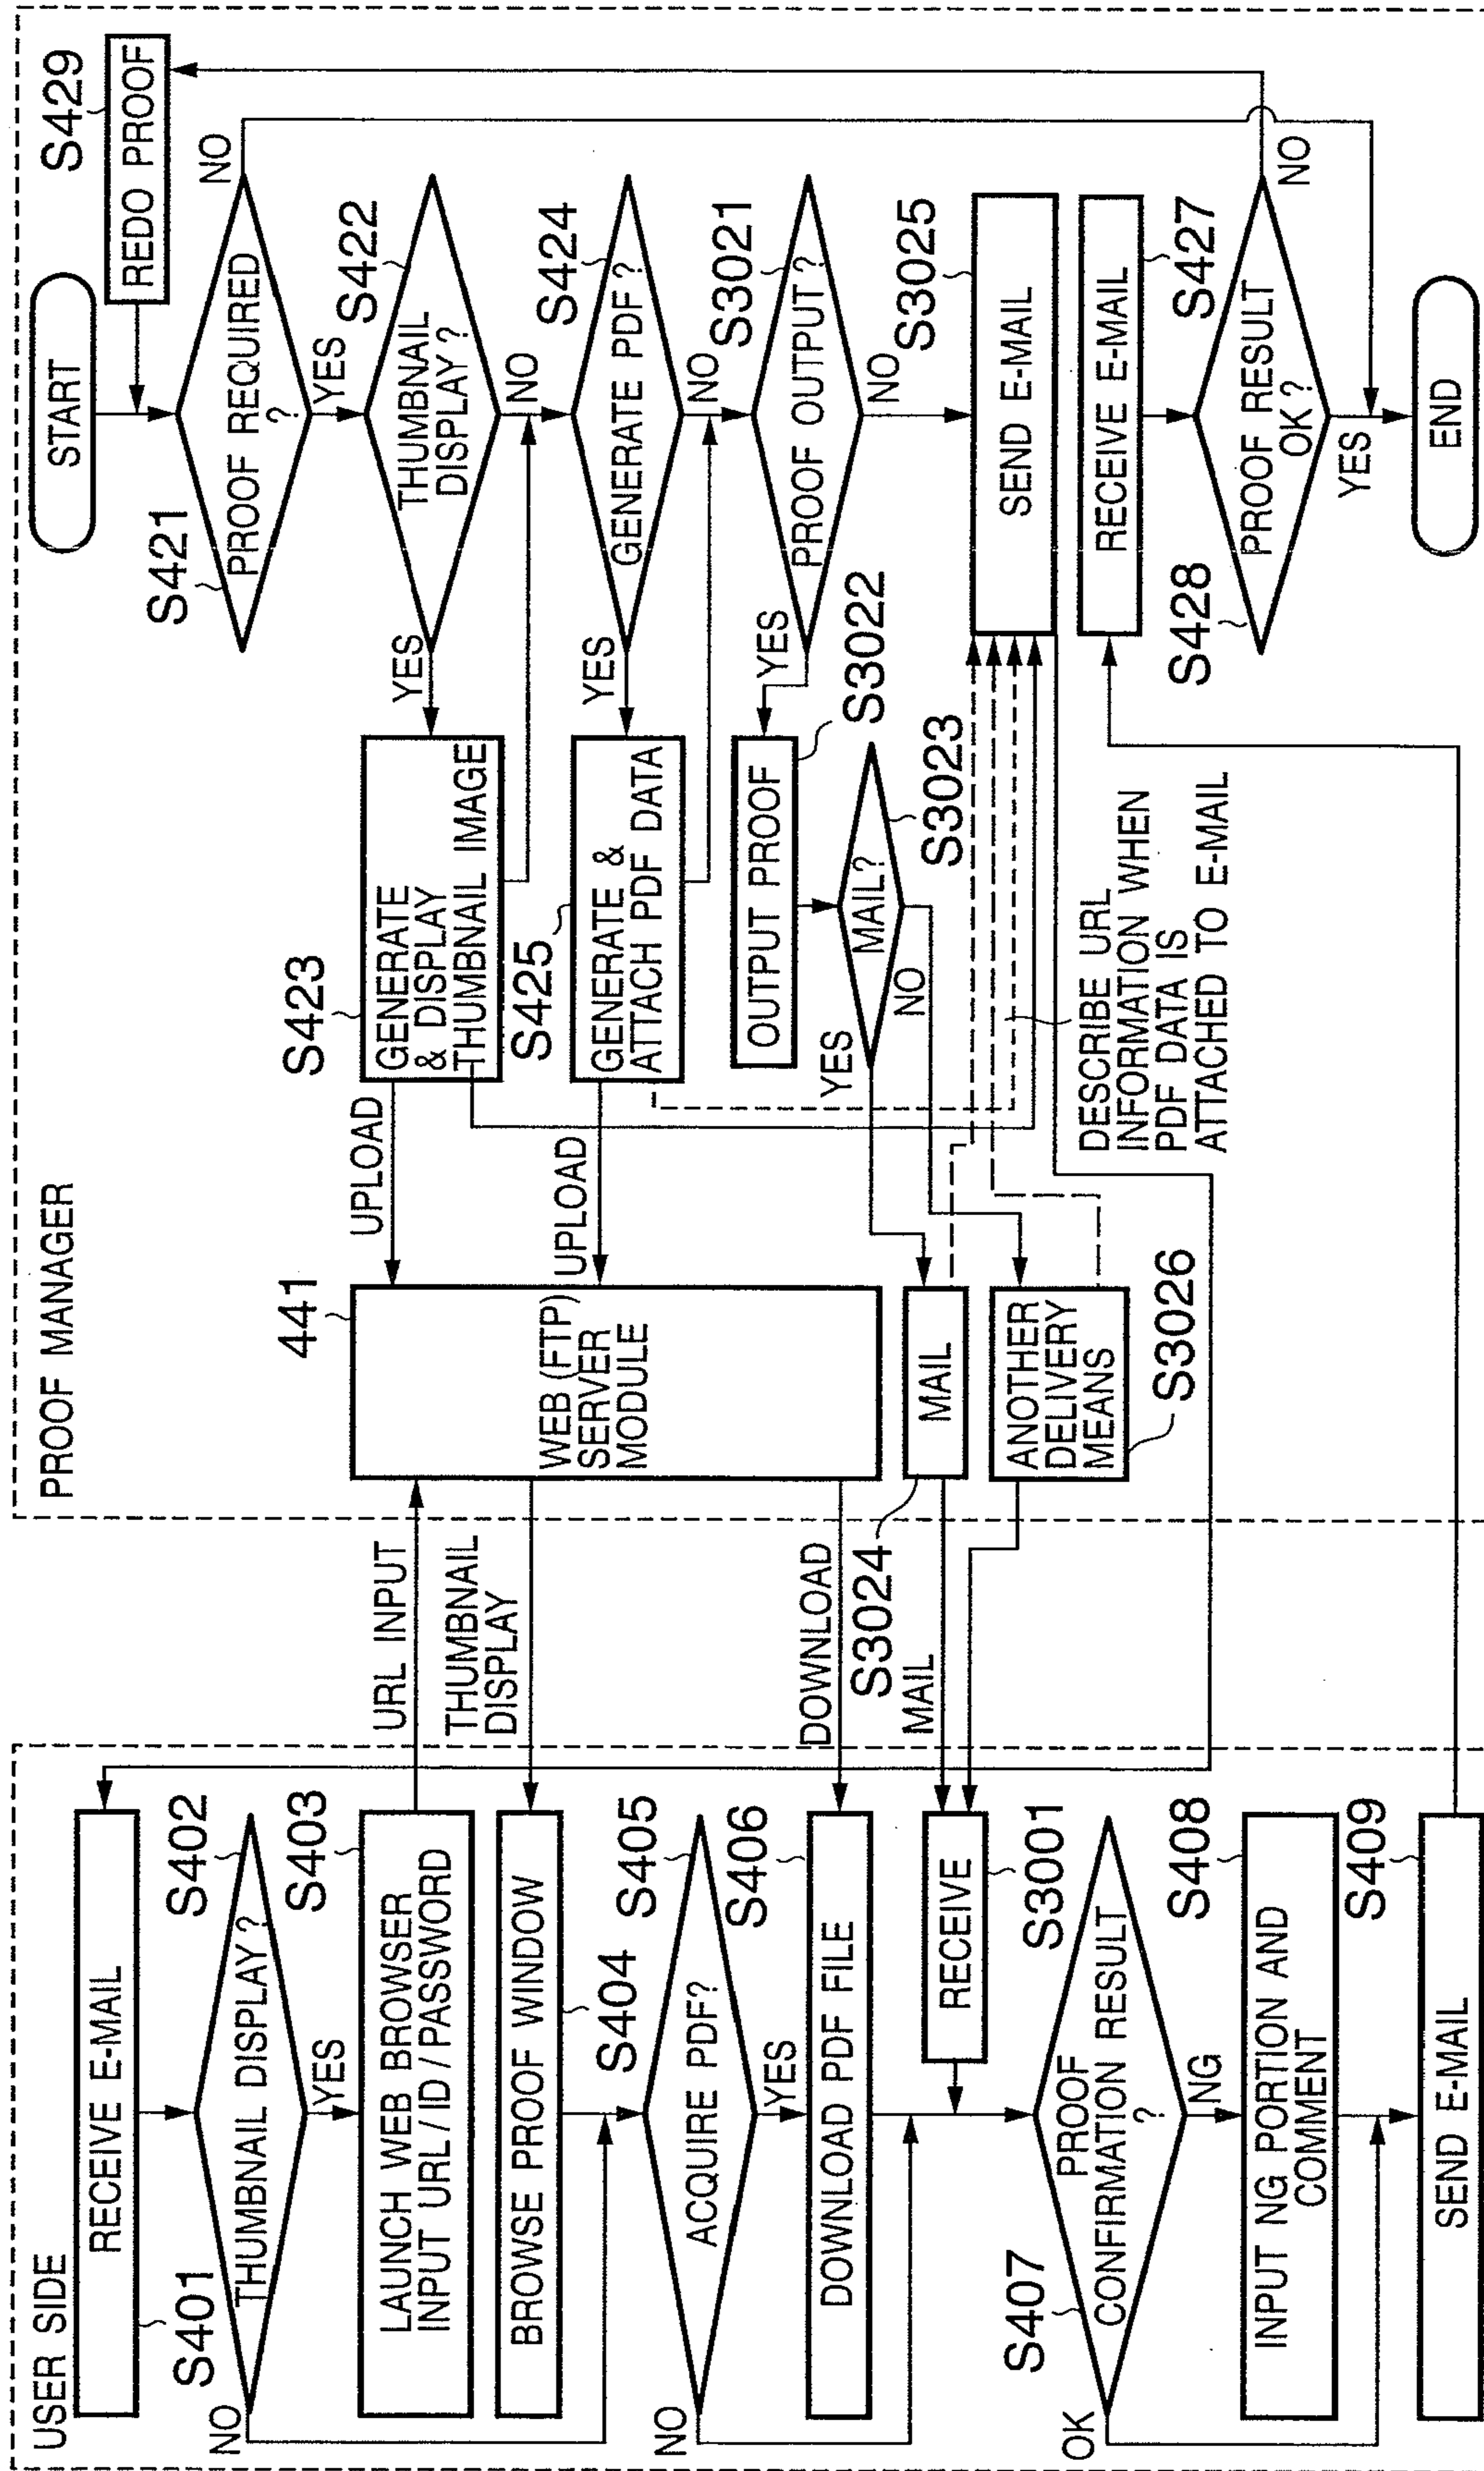 USER SIDE
RECEIVE E-MAIL
S401
THUMBNAIL DISPLAY ?
S402
NO
YES
LAUNCH WEB BROWSER
INPUT URL / ID / PASSWORD
S403
BROWSE PROOF WINDOW
S404
ACQUIRE PDF?
S405
NO
YES
DOWNLOAD PDF FILE
S406
RECEIVE
S3001
PROOF
CONFIRMATION RESULT
?
S407
OK
NG
INPUT NG PORTION AND
COMMENT
S408
SEND E-MAIL
S409
URL INPUT
THUMBNAIL
DISPLAY
DOWNLOAD
MAIL
PROOF MANAGER
441
WEB (FTP)
SERVER
MODULE
MAIL
S3024
ANOTHER
DELIVERY
MEANS
S3026
UPLOAD
UPLOAD
S423
GENERATE
& DISPLAY
THUMBNAIL IMAGE
S425
GENERATE &
ATTACH PDF DATA
OUTPUT PROOF
S3022
MAIL?
S3023
YES
NO
DESCRIBE URL
INFORMATION WHEN
PDF DATA IS
ATTACHED TO E-MAIL
START
REDO PROOF
S429
S421
PROOF REQUIRED
?
NO
YES
THUMBNAIL
DISPLAY ?
S422
YES
NO
GENERATE PDF ?
S424
YES
NO
PROOF OUTPUT ?
S3021
YES
NO
SEND E-MAIL
S3025
RECEIVE E-MAIL
S427
S428
PROOF RESULT
OK ?
NO
YES
END